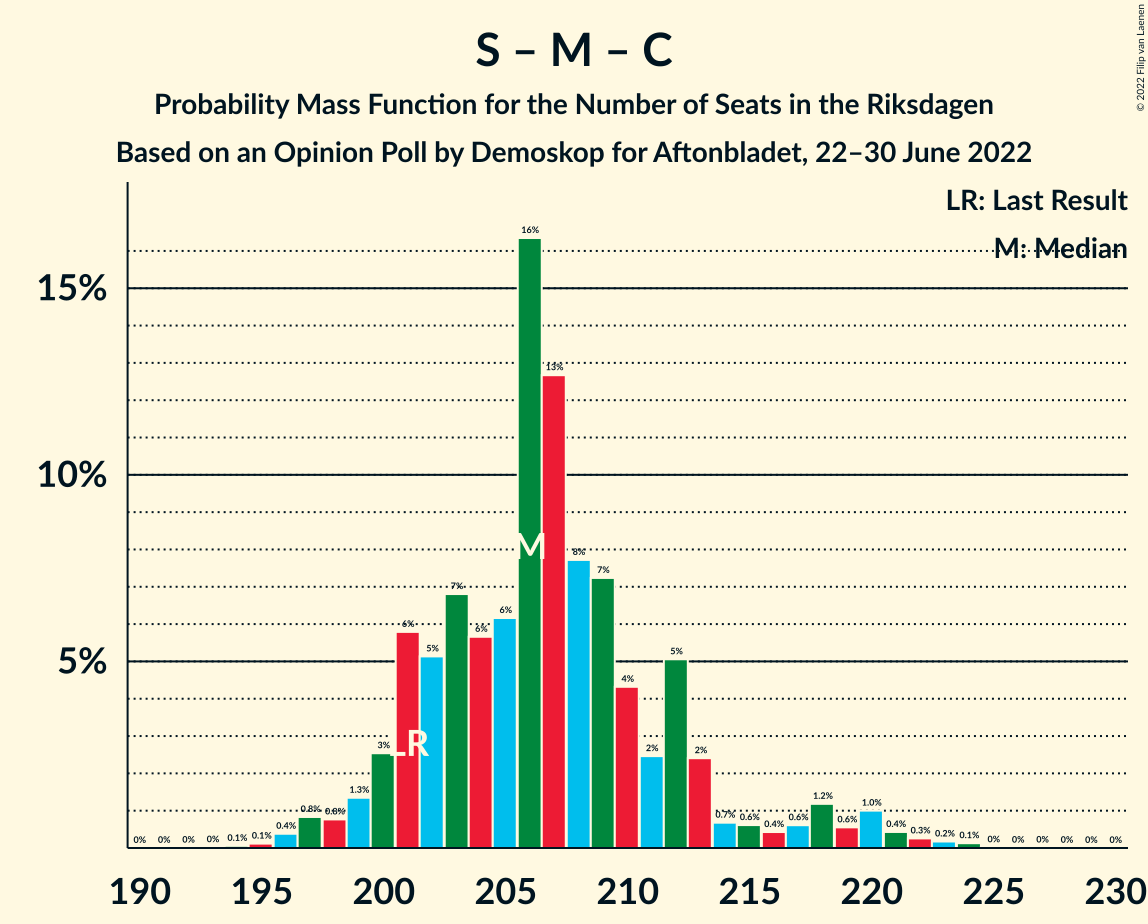 S – M – C
Probability Mass Function for the Number of Seats in the Riksdagen
Based on an Opinion Poll by Demoskop for Aftonbladet, 22–30 June 2022
© 2022 Filip van Laenen
LR: Last Result
M: Median
15%
10%
5%
0% 0% 0% 0% 0.1% 0.1% 0.4% 0.8% 0.8% 1.3% 3% 6% 5% 7% 6% 6% 16% 13% 8% 7% 4% 2% 5% 2% 0.7% 0.6% 0.4% 0.6% 1.2% 0.6% 1.0% 0.4% 0.3% 0.2% 0.1% 0% 0% 0% 0% 0% 0%
M
LR
190 195 200 205 210 215 220 225 230